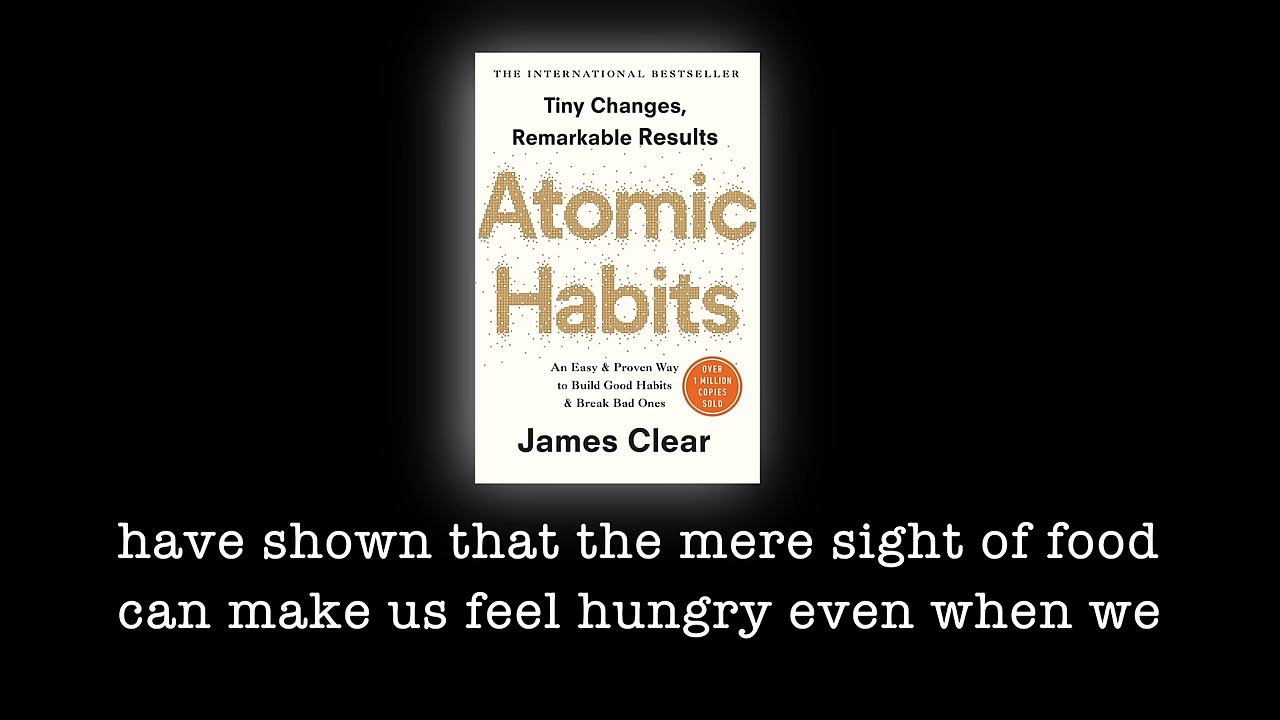 THE INTERNATIONAL BESTSELLER
Tiny Changes,
Remarkable Results
Atomic
Habits
An Easy & Proven Way
to Build Good Habits
& Break Bad Ones
OVER
1 MILLION
COPIES
SOLD
James Clear
have shown that the mere sight of food
can make us feel hungry even when we